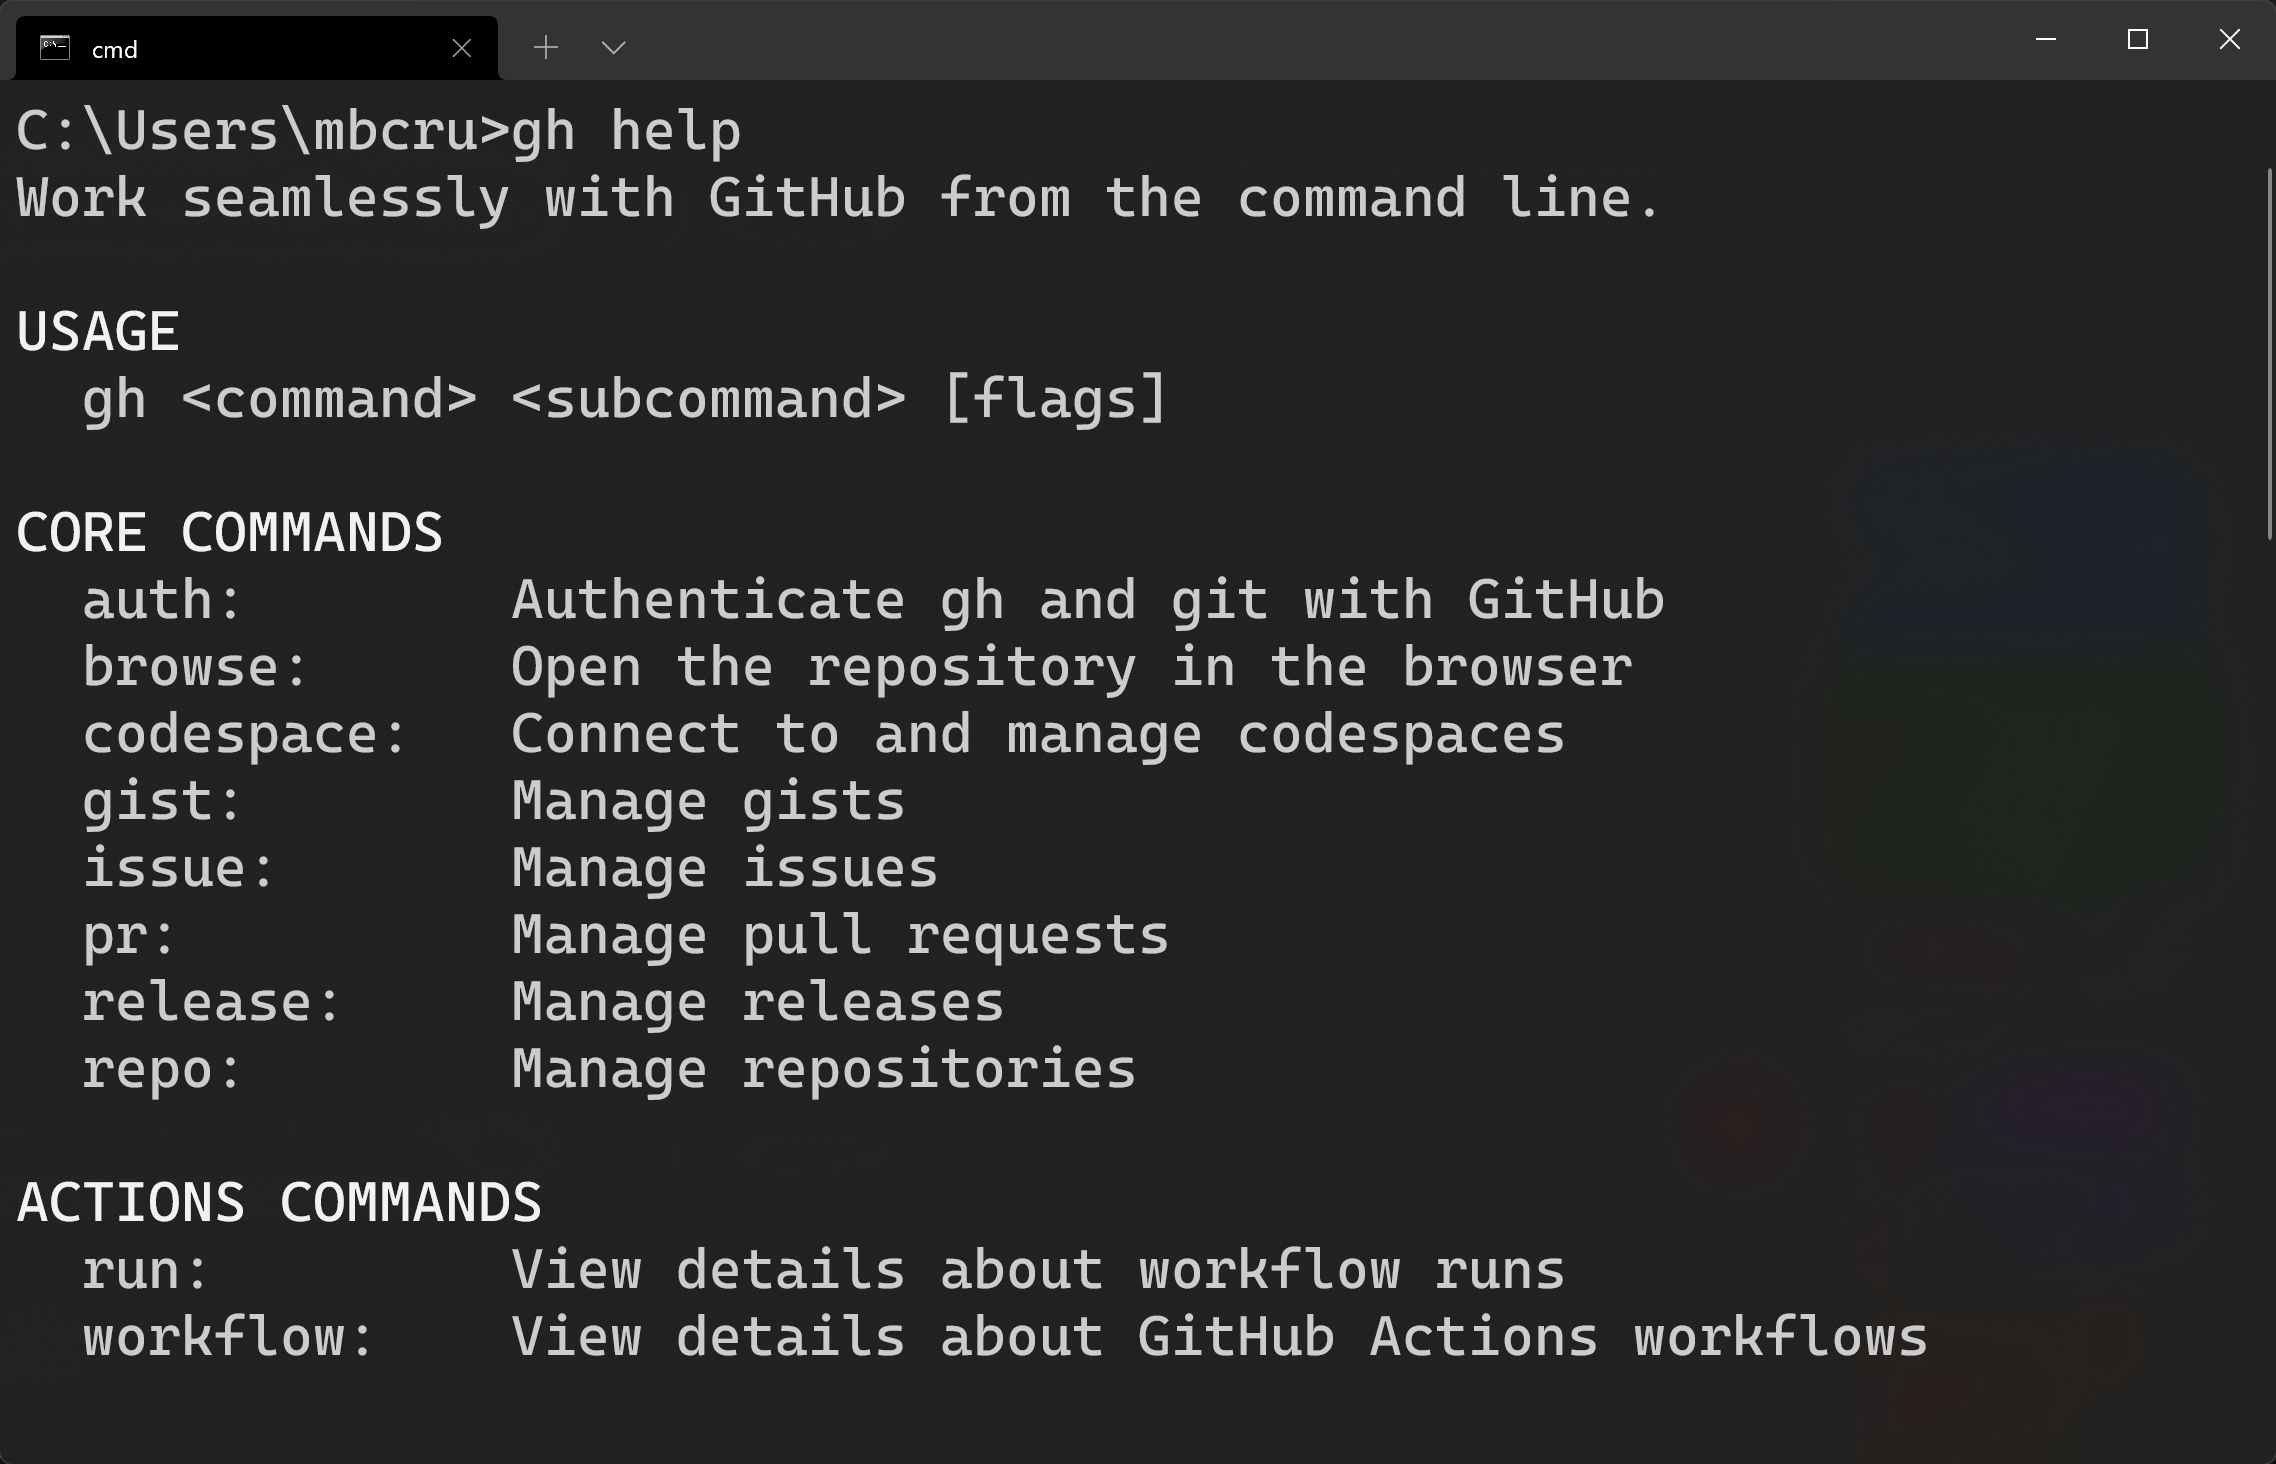 cmd
C:\Users\mbcru>gh help
Work seamlessly with GitHub from the command line.
USAGE
gh <command> <subcommand> [flags]
CORE COMMANDS
auth: Authenticate gh and git with GitHub
browse: Open the repository in the browser
codespace: Connect to and manage codespaces
gist: Manage gists
issue: Manage issues
pr: Manage pull requests
release: Manage releases
repo: Manage repositories
ACTIONS COMMANDS
run: View details about workflow runs
workflow: View details about GitHub Actions workflows